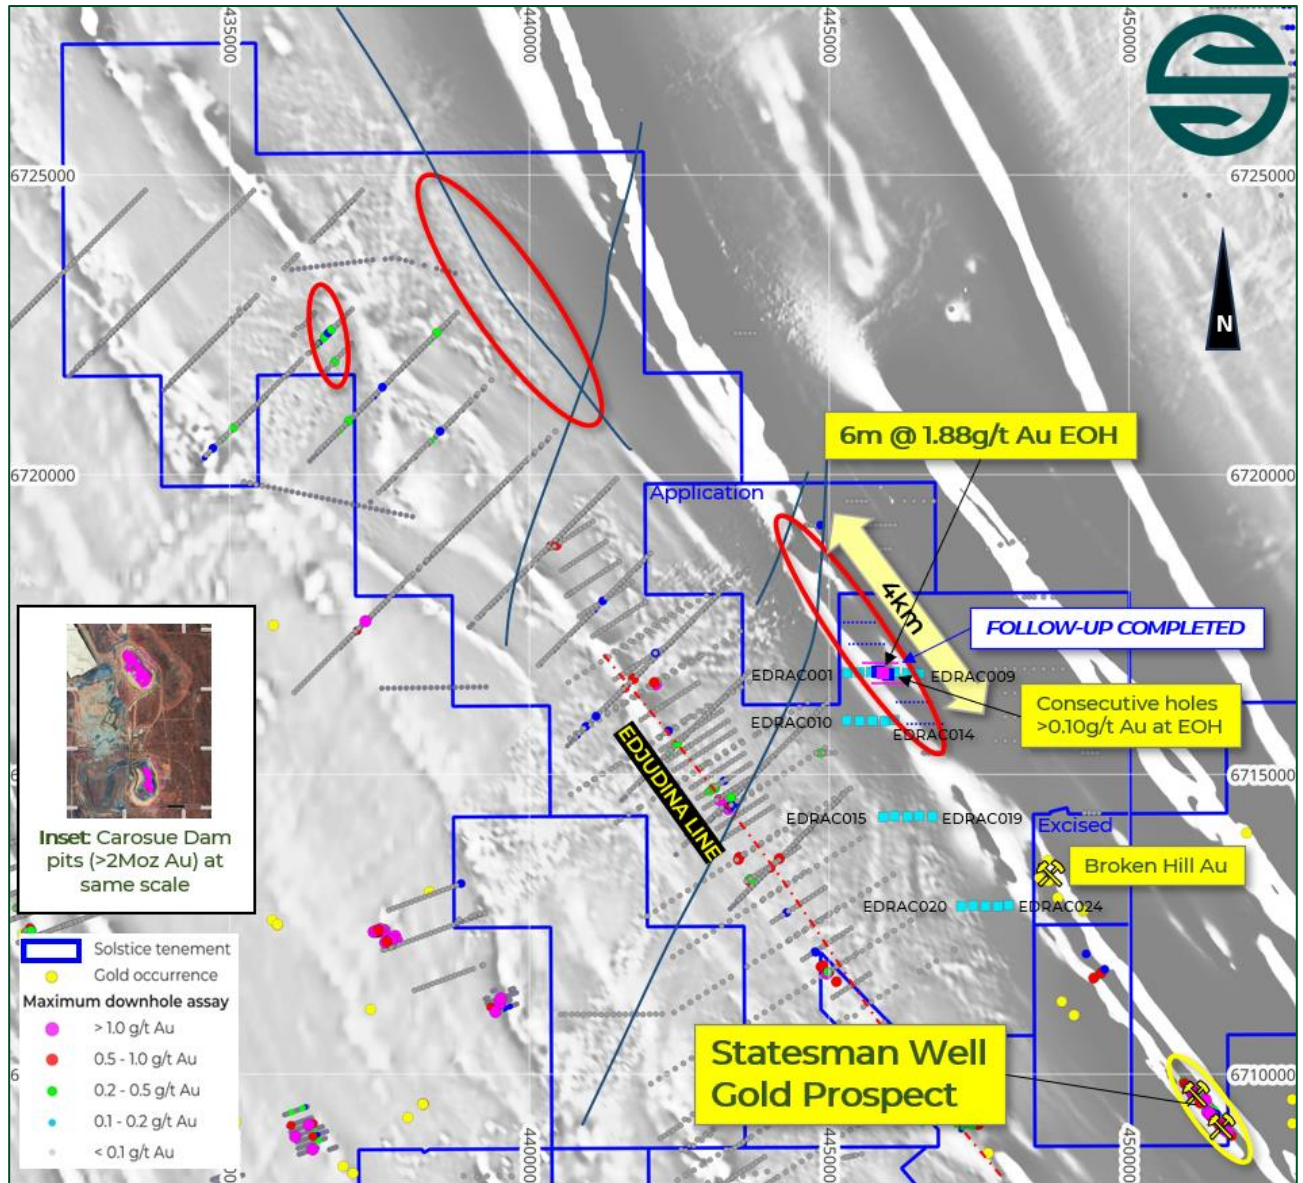 435000
440000
445000
450000
6725000
6725000
N
6m @ 1.88g/t Au EOH
6720000
6720000
Application
4km
FOLLOW-UP COMPLETED
EDRAC001
EDRAC009
Consecutive holes
>0.10g/t Au at EOH
EDRAC010
EDRAC014
EDJUDINA LINE
EDRAC015
EDRAC019
Excised
Broken Hill Au
EDRAC020
EDRAC024
Inset: Carosue Dam
pits (>2Moz Au) at
same scale
Solstice tenement
Gold occurrence
Maximum downhole assay
> 1.0 g/t Au
0.5 - 1.0 g/t Au
0.2 - 0.5 g/t Au
0.1 - 0.2 g/t Au
< 0.1 g/t Au
Statesman Well
Gold Prospect
6710000
440000
445000
450000